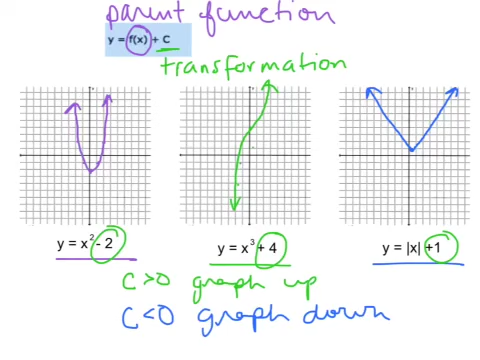 parent function
y = f(x) + C
transformation
y = x² - 2
y = x³ + 4
y = |x| +1
C>0 graph up
C<0 graph down